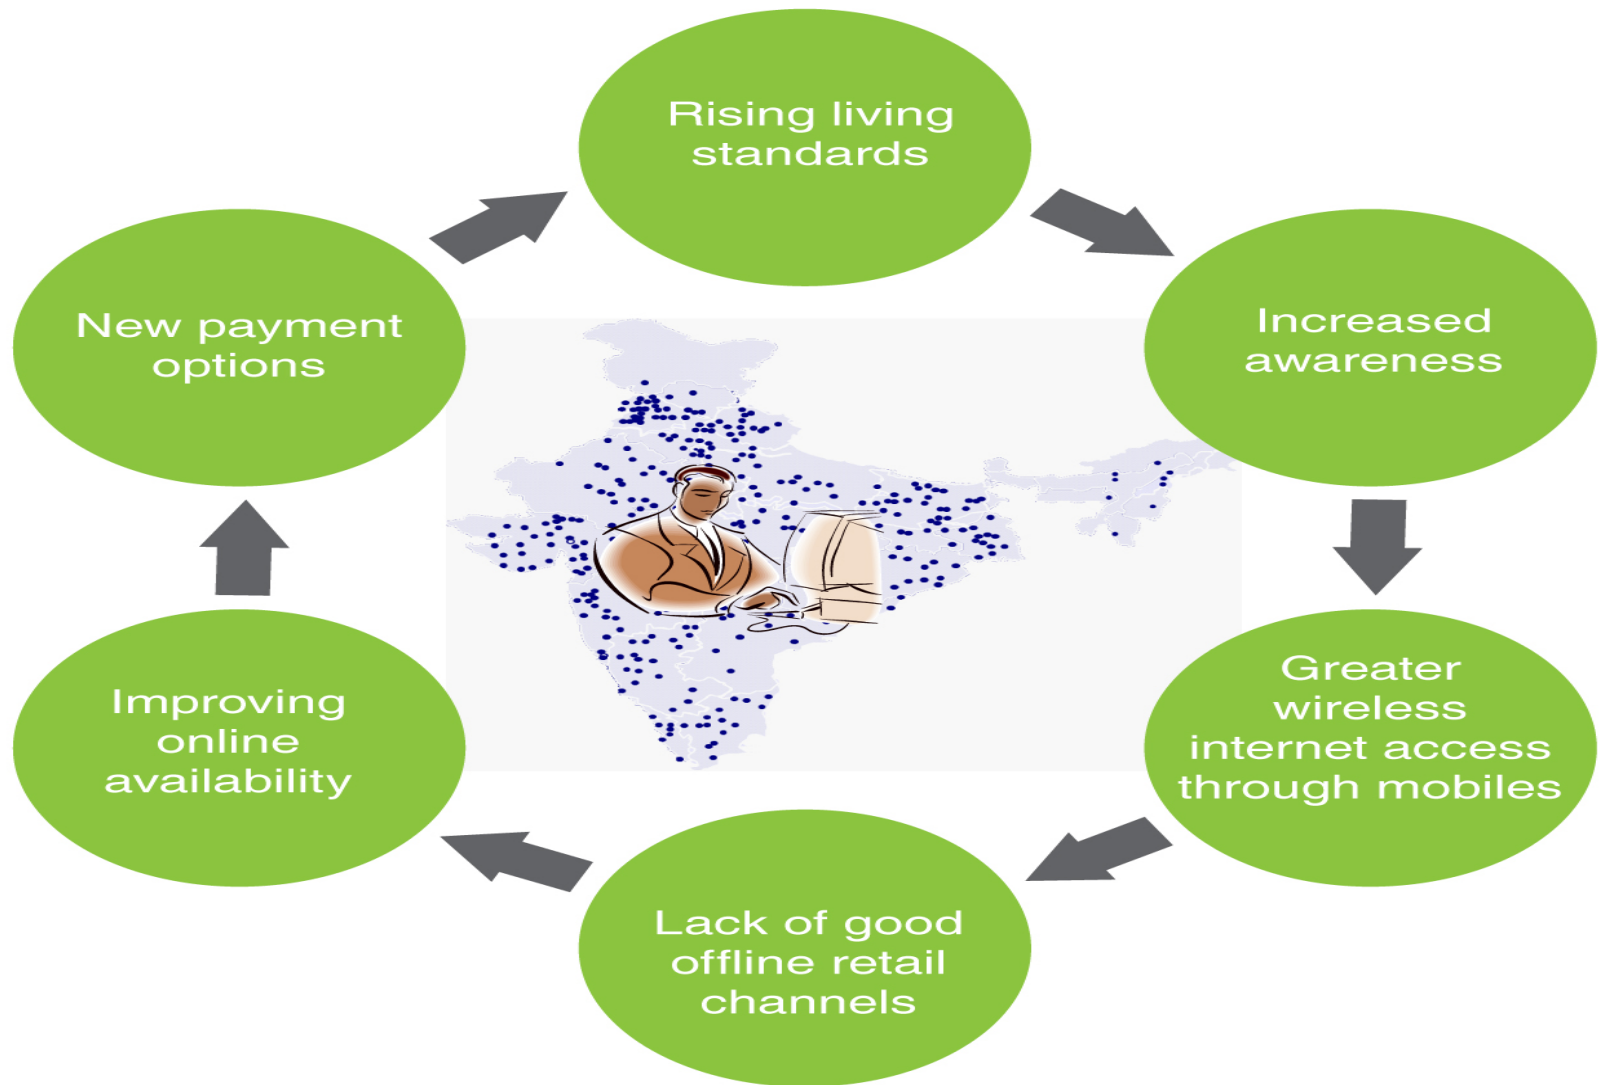 Rising living
standards
Increased
awareness
Greater
wireless
internet access
through mobiles
Lack of good
offline retail
channels
Improving
online
availability
New payment
options